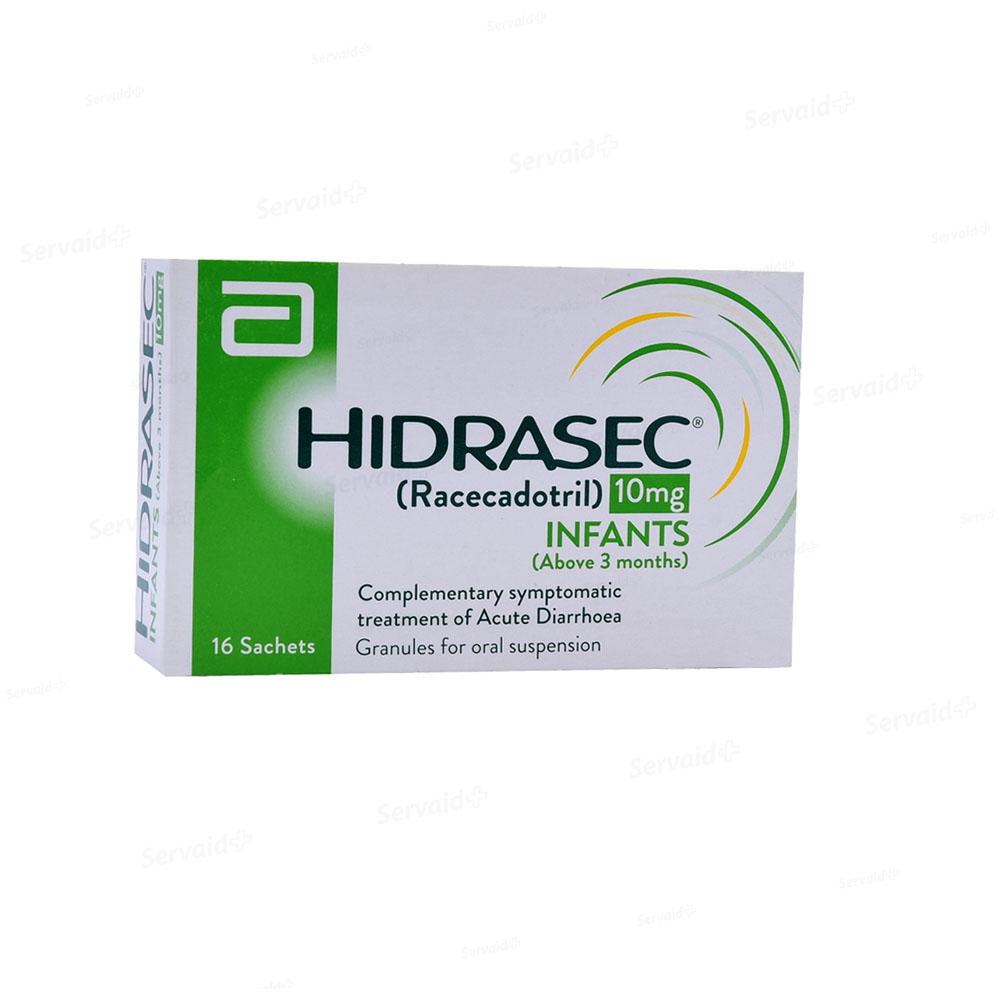 HIDRASEC®
(Racecadotril) 10mg
INFANTS
(Above 3 months)
Complementary symptomatic
treatment of Acute Diarrhoea
Granules for oral suspension
16 Sachets
HIDRASEC® 10mg
INFANTS (Above 3 months)
Servaid